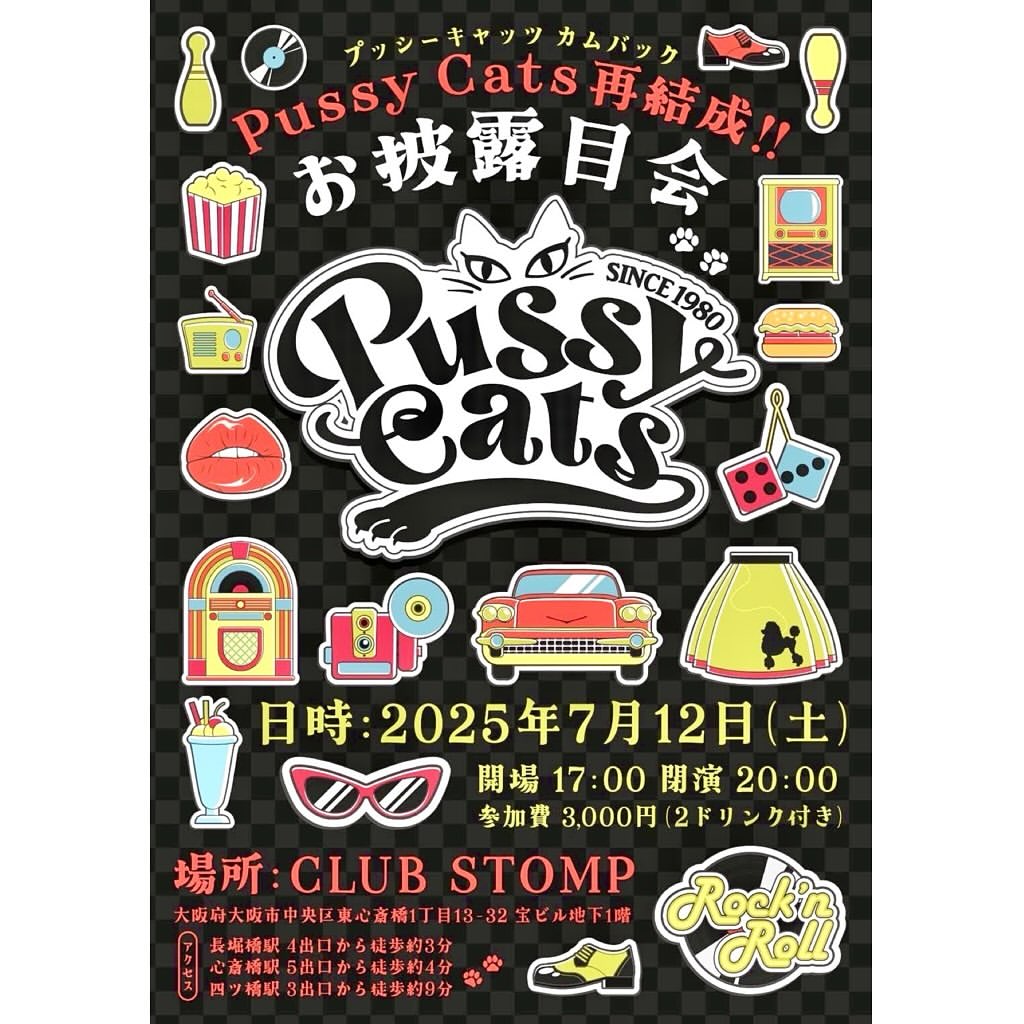 プッシーキャッツ カムバック
Pussy Cats再結成!!
お披露目会
SINCE 1980
Pussy
Cats
日時:2025年7月12日(土)
開場 17:00 閉演 20:00
参加費 3,000円(2ドリンク付き)
場所:CLUB STOMP
大阪府大阪市中央区東心斎橋1丁目13-32 宝ビル地下1階
アクセス
長堀橋駅 4出口から徒歩約3分
心斎橋駅 5出口から徒歩約4分
四ツ橋駅 3出口から徒歩約9分
Rock'n
Roll